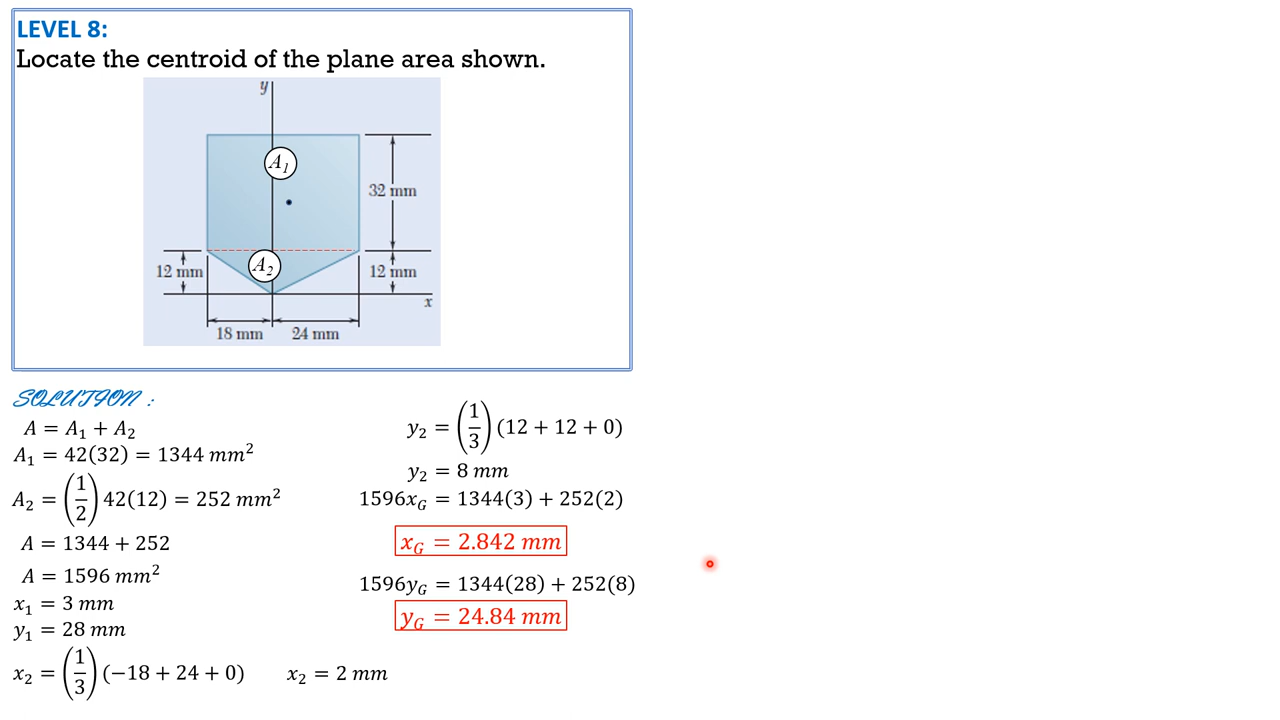 LEVEL 8:
Locate the centroid of the plane area shown.
y
A₁
32 mm
A₂
12 mm
12 mm
x
18 mm
24 mm
SOLUTION :
A = A₁ + A₂
A₁ = 42(32) = 1344 mm²
A₂ = (1/2) 42(12) = 252 mm²
A = 1344 + 252
A = 1596 mm²
x₁ = 3 mm
y₁ = 28 mm
x₂ = (1/3) (−18 + 24 + 0)
x₂ = 2 mm
y₂ = (1/3) (12 + 12 + 0)
y₂ = 8 mm
1596x_G = 1344(3) + 252(2)
x_G = 2.842 mm
1596y_G = 1344(28) + 252(8)
y_G = 24.84 mm